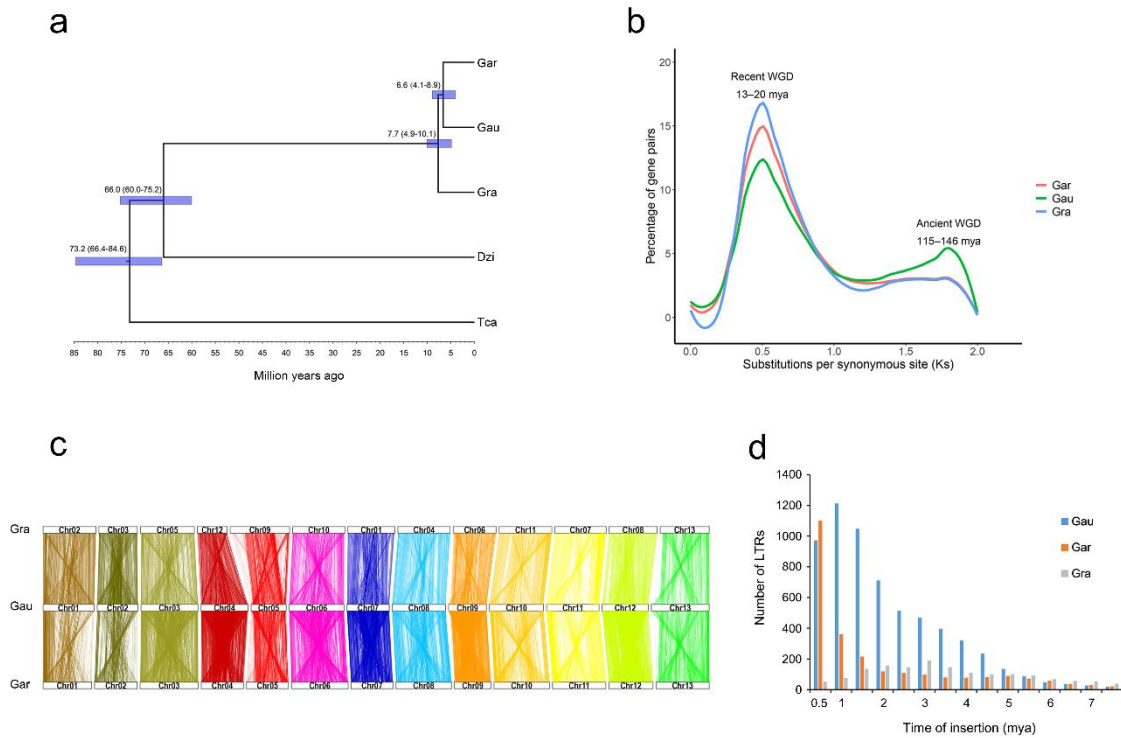 a
Gar
6.6 (4.1-8.9)
Gau
7.7 (4.9-10.1)
Gra
66.0 (60.0-75.2)
Dzi
73.2 (66.4-84.6)
Tca
85 80 75 70 65 60 55 50 45 40 35 30 25 20 15 10 5 0
Million years ago
b
20
15
10
5
0
Percentage of gene pairs
Recent WGD
13–20 mya
Ancient WGD
115–146 mya
0.0 0.5 1.0 1.5 2.0
Substitutions per synonymous site (Ks)
Gar
Gau
Gra
c
Gra Chr02 Chr03 Chr05 Chr12 Chr09 Chr10 Chr01 Chr04 Chr06 Chr11 Chr07 Chr08 Chr13
Gau Chr01 Chr02 Chr03 Chr04 Chr05 Chr06 Chr07 Chr08 Chr09 Chr10 Chr11 Chr12 Chr13
Gar Chr01 Chr02 Chr03 Chr04 Chr05 Chr06 Chr07 Chr08 Chr09 Chr10 Chr11 Chr12 Chr13
d
1400
1200
1000
800
600
400
200
0
Number of LTRs
0.5 1 2 3 4 5 6 7
Time of insertion (mya)
Gau
Gar
Gra